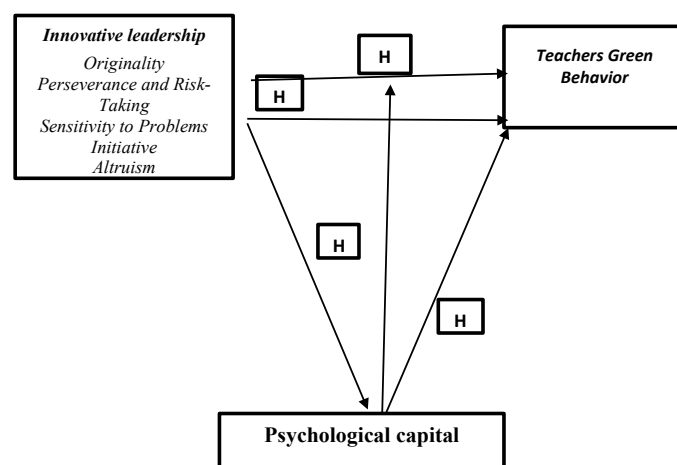 Innovative leadership
Originality
Perseverance and Risk-
Taking
Sensitivity to Problems
Initiative
Altruism
H
H
Teachers Green
Behavior
H
H
Psychological capital